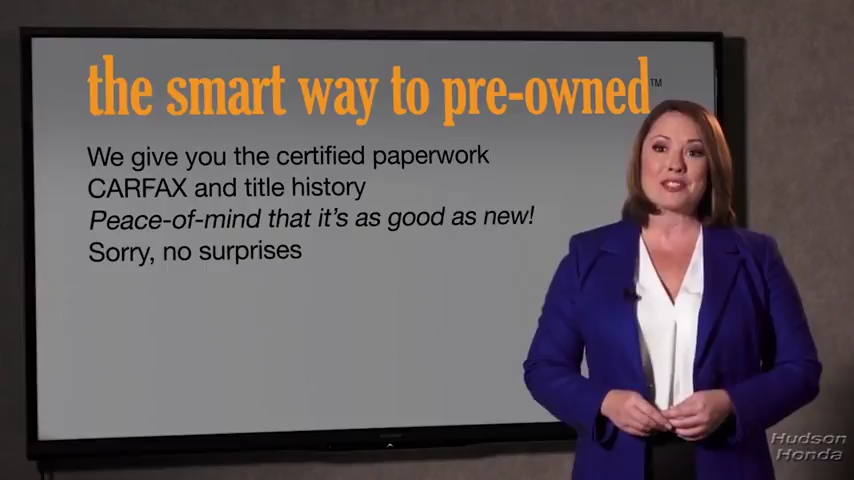 the smart way to pre-owned™
We give you the certified paperwork
CARFAX and title history
Peace-of-mind that it's as good as new!
Sorry, no surprises
Hudson
Honda